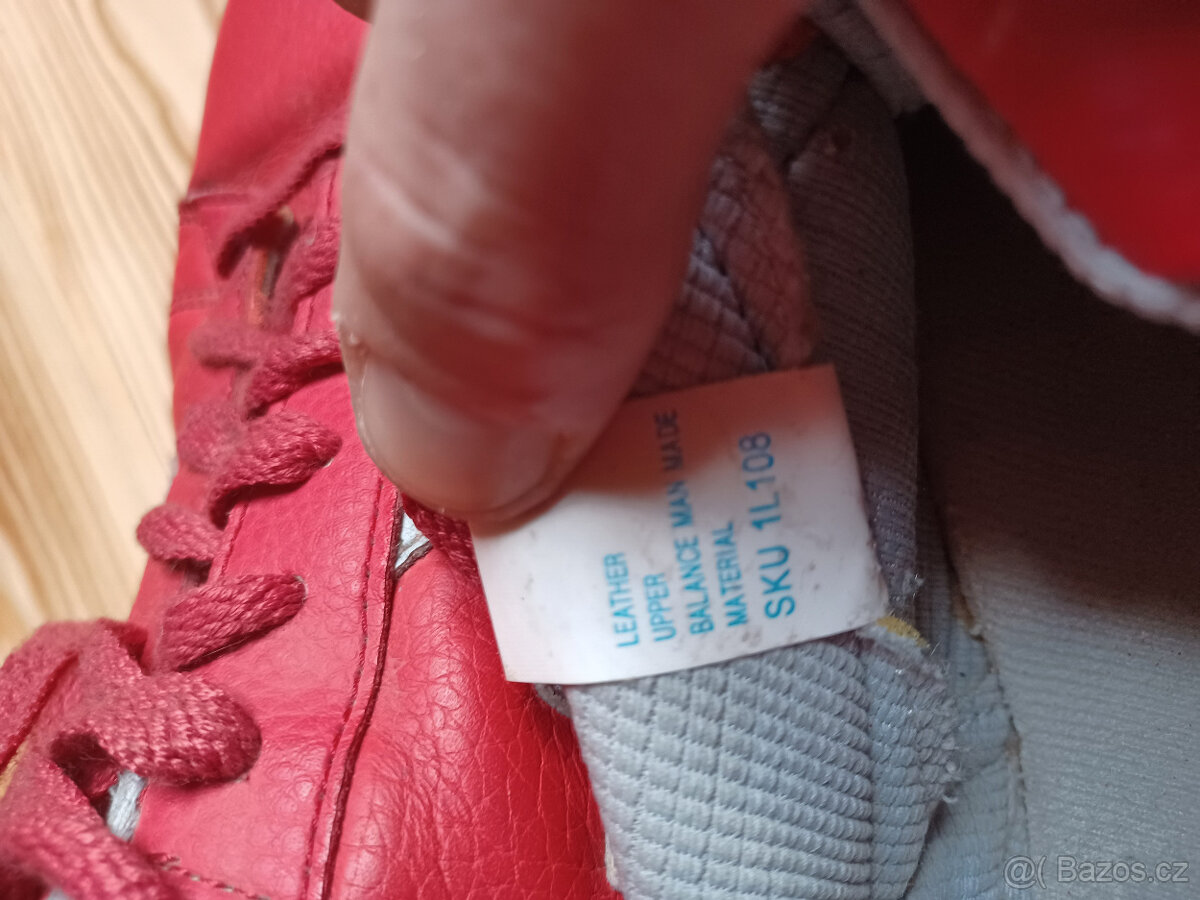 LEATHER
UPPER
BALANCE MAN MADE
MATERIAL
SKU 1L108
@( Bazos.cz